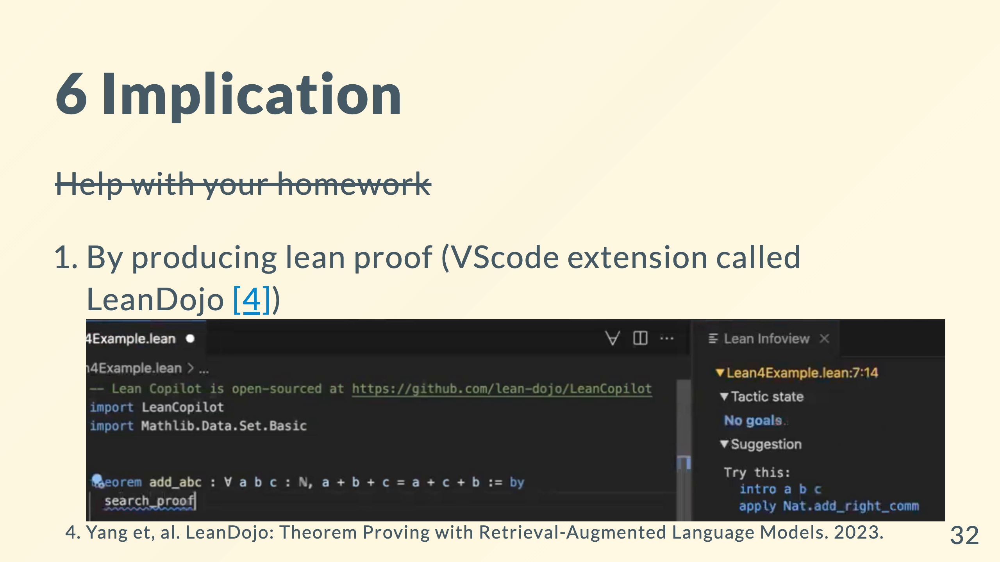 6 Implication
Help with your homework
1. By producing lean proof (VScode extension called
LeanDojo [4])
4Example.lean
Lean Infoview
n4Example.lean > ...
Lean4Example.lean:7:14
-- Lean Copilot is open-sourced at https://github.com/lean-dojo/LeanCopilot
Tactic state
import LeanCopilot
No goals
import Mathlib.Data.Set.Basic
Suggestion
Try this:
eorem add_abc : ∀ a b c : ℕ, a + b + c = a + c + b := by
intro a b c
search_proof
apply Nat.add_right_comm
4. Yang et, al. LeanDojo: Theorem Proving with Retrieval-Augmented Language Models. 2023.
32